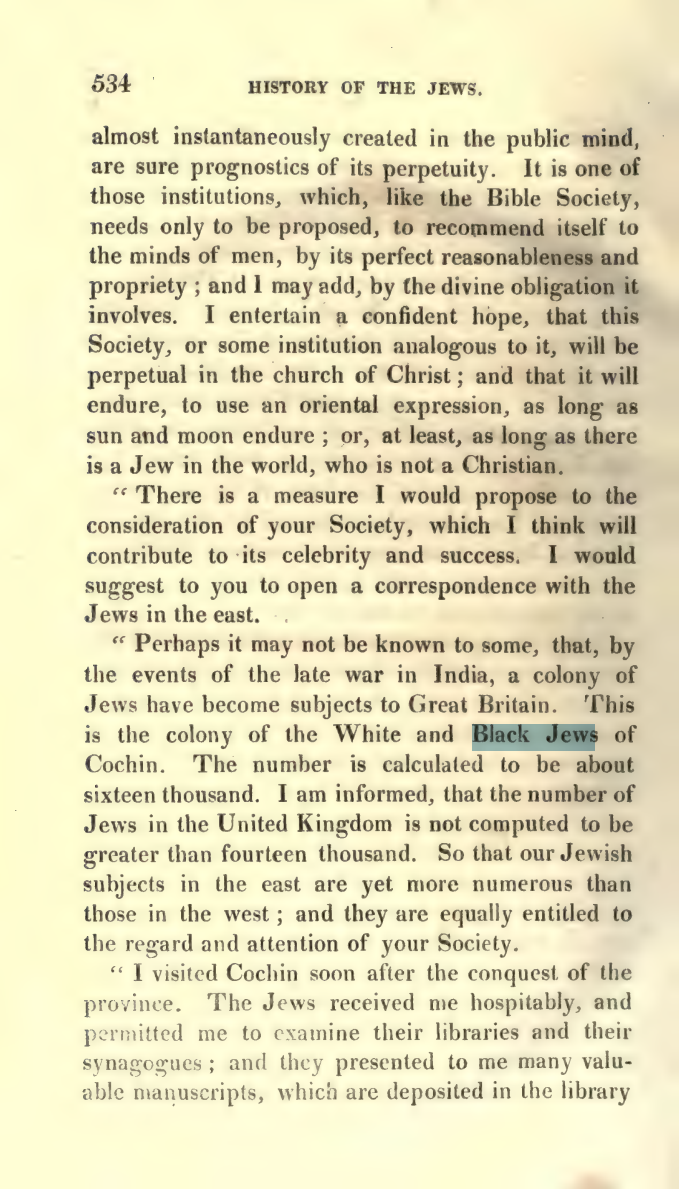 534
HISTORY OF THE JEWS.
almost instantaneously created in the public mind,
are sure prognostics of its perpetuity. It is one of
those institutions, which, like the Bible Society,
needs only to be proposed, to recommend itself to
the minds of men, by its perfect reasonableness and
propriety ; and I may add, by the divine obligation it
involves. I entertain a confident hope, that this
Society, or some institution analogous to it, will be
perpetual in the church of Christ ; and that it will
endure, to use an oriental expression, as long as
sun and moon endure ; or, at least, as long as there
is a Jew in the world, who is not a Christian.
“ There is a measure I would propose to the
consideration of your Society, which I think will
contribute to its celebrity and success. I would
suggest to you to open a correspondence with the
Jews in the east.
“ Perhaps it may not be known to some, that, by
the events of the late war in India, a colony of
Jews have become subjects to Great Britain. This
is the colony of the White and Black Jews of
Cochin. The number is calculated to be about
sixteen thousand. I am informed, that the number of
Jews in the United Kingdom is not computed to be
greater than fourteen thousand. So that our Jewish
subjects in the east are yet more numerous than
those in the west ; and they are equally entitled to
the regard and attention of your Society.
“ I visited Cochin soon after the conquest of the
province. The Jews received me hospitably, and
permitted me to examine their libraries and their
synagogues ; and they presented to me many valu-
able manuscripts, which are deposited in the library